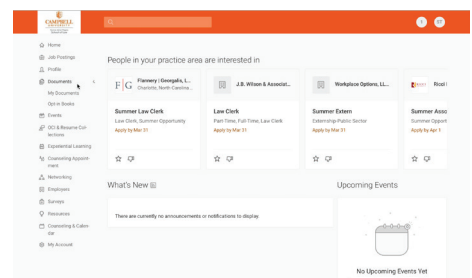 CAMPBELL
UNIVERSITY
Home
Job Postings
Profile
Documents
My Documents
Opt in Books
Events
OCI & Resume Col-
lections
Experiential Learning
Counseling Appoint-
ment
Networking
Employers
Surveys
Resources
Counseling & Calen-
dar
My Account
People in your practice area are interested in
F|G
Flannery | Georgalis, L...
Charlotte, North Carolina...
Summer Law Clerk
Law Clerk, Summer Opportunity
Apply by Mar 31
J.B. Wilson & Associat...
Law Clerk
Part-Time, Full-Time, Law Clerk
Apply by Mar 31
Workplace Options, LL...
Summer Extern
Externship-Public Sector
Apply by Mar 31
Summer Assc
Summer Opport
Apply by Apr 1
What's New
There are currently no announcements or notifications to display
Upcoming Events
No Upcoming Events Yet